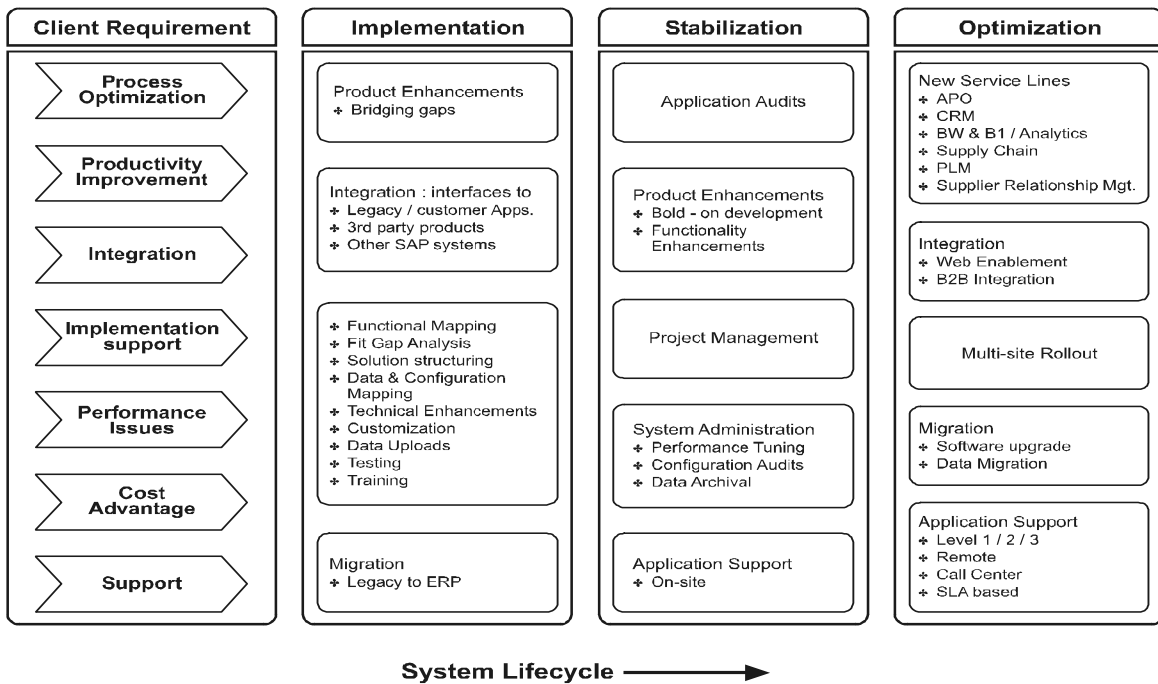 Client Requirement
Process
Optimization
Productivity
Improvement
Integration
Implementation
support
Performance
Issues
Cost
Advantage
Support
Implementation
Product Enhancements
Bridging gaps
Integration : interfaces to
Legacy / customer Apps.
3rd party products
Other SAP systems
Functional Mapping
Fit Gap Analysis
Solution structuring
Data & Configuration
Mapping
Technical Enhancements
Customization
Data Uploads
Testing
Training
Migration
Legacy to ERP
Stabilization
Application Audits
Product Enhancements
Bold - on development
Functionality
Enhancements
Project Management
System Administration
Performance Tuning
Configuration Audits
Data Archival
Application Support
On-site
Optimization
New Service Lines
APO
CRM
BW & B1 / Analytics
Supply Chain
PLM
Supplier Relationship Mgt.
Integration
Web Enablement
B2B Integration
Multi-site Rollout
Migration
Software upgrade
Data Migration
Application Support
Level 1 / 2 / 3
Remote
Call Center
SLA based
System Lifecycle